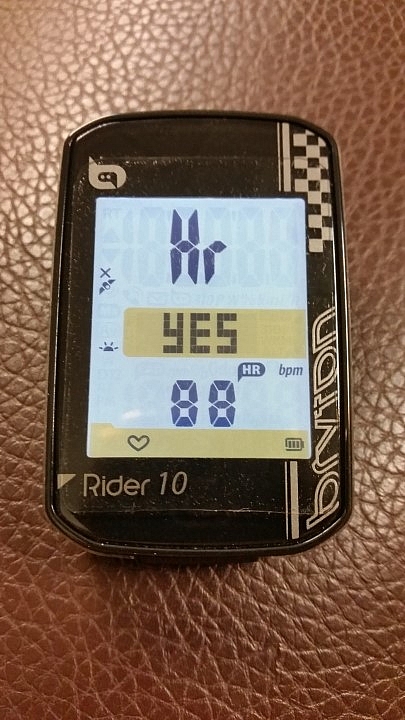 Hr
YES
HR bpm
88
Rider 10
bryton